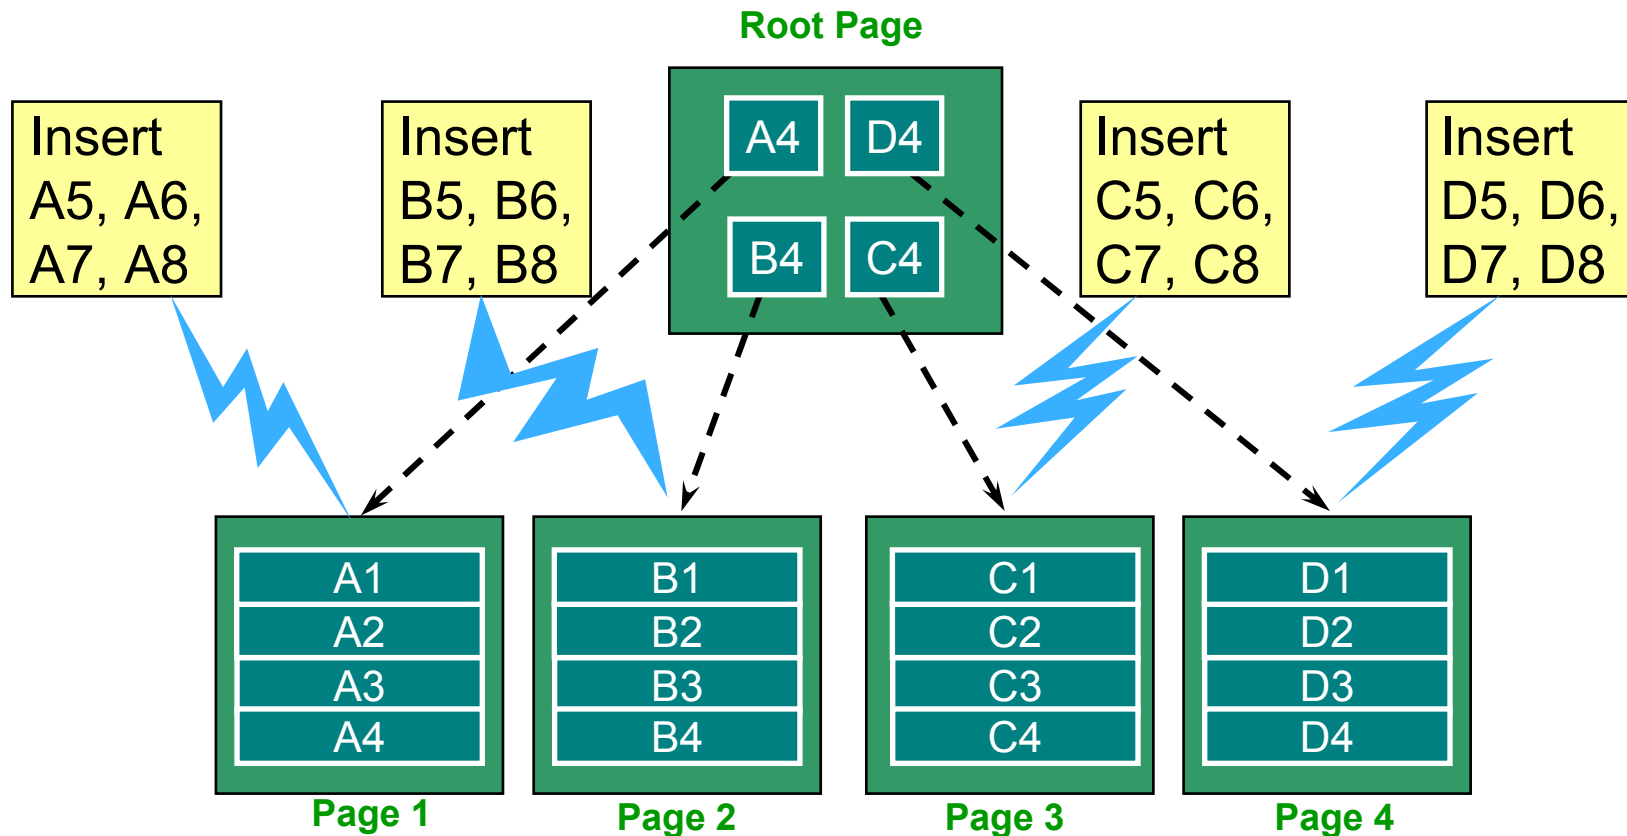 Root Page
Insert
A5, A6,
A7, A8
Insert
B5, B6,
B7, B8
A4
D4
B4
C4
Insert
C5, C6,
C7, C8
Insert
D5, D6,
D7, D8
A1
A2
A3
A4
Page 1
B1
B2
B3
B4
Page 2
C1
C2
C3
C4
Page 3
D1
D2
D3
D4
Page 4